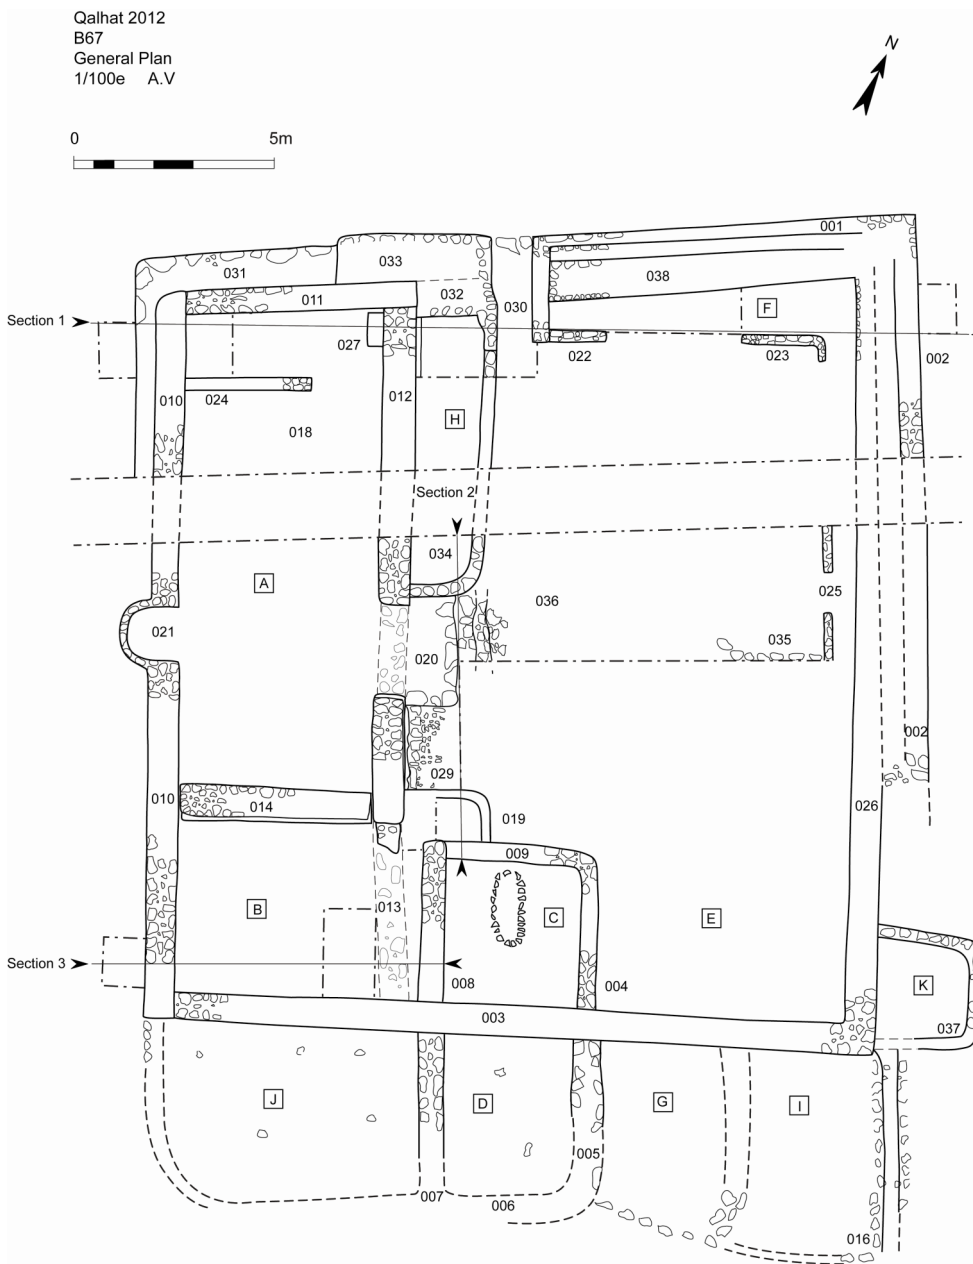 Qalhat 2012
B67
General Plan
1/100e A.V
N
0 5m
001
031
033
038
011
032
030
F
Section 1
027
022
023
002
010
024
012
H
018
Section 2
034
A
036
025
021
035
020
002
029
010
014
026
019
009
B
013
C
E
Section 3
008
004
K
003
037
J
D
G
I
005
007
006
016